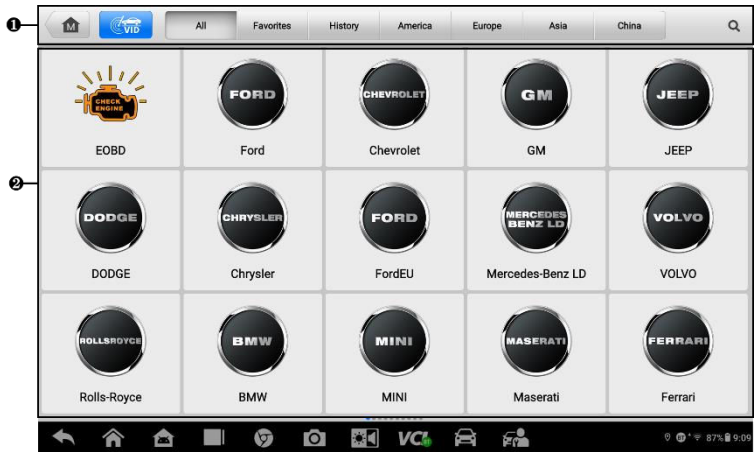 ❶
M VID All Favorites History America Europe Asia China
❷
CHECK ENGINE FORD CHEVROLET GM JEEP
EOBD Ford Chevrolet GM JEEP
DODGE CHRYSLER FORD MERCEDES BENZ LD VOLVO
DODGE Chrysler FordEU Mercedes-Benz LD VOLVO
ROLLSROYCE BMW MINI MASERATI FERRARI
Rolls-Royce BMW MINI Maserati Ferrari
VCI 87% 9:09